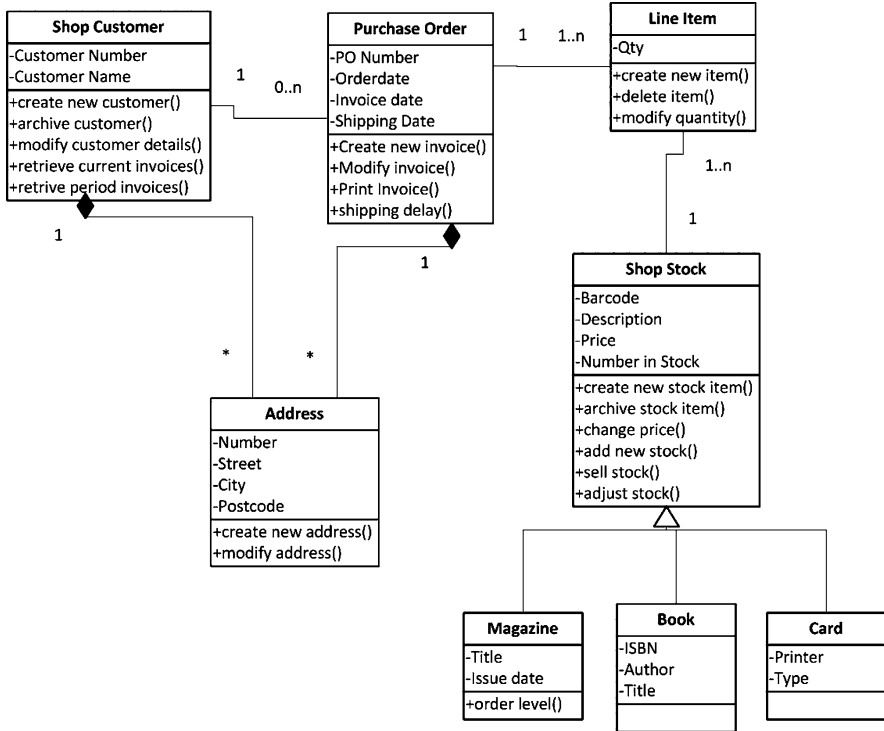 Shop Customer
-Customer Number
-Customer Name
+create new customer()
+archive customer()
+modify customer details()
+retrieve current invoices()
+retrive period invoices()
1
0..n
Purchase Order
-PO Number
-Orderdate
-Invoice date
-Shipping Date
+Create new invoice()
+Modify invoice()
+Print Invoice()
+shipping delay()
1
1..n
Line Item
-Qty
+create new item()
+delete item()
+modify quantity()
1..n
1
1
*
1
*
Address
-Number
-Street
-City
-Postcode
+create new address()
+modify address()
Shop Stock
-Barcode
-Description
-Price
-Number in Stock
+create new stock item()
+archive stock item()
+change price()
+add new stock()
+sell stock()
+adjust stock()
Magazine
-Title
-Issue date
+order level()
Book
-ISBN
-Author
-Title
Card
-Printer
-Type